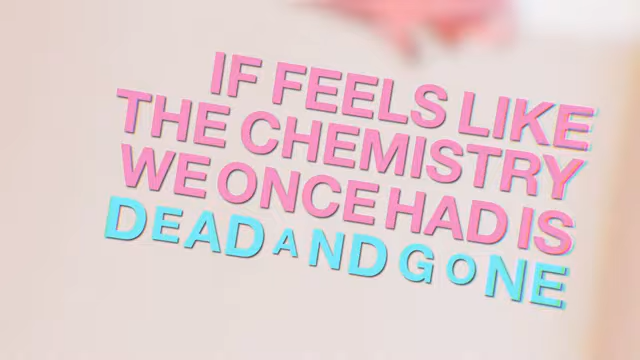 IF FEELS LIKE
THE CHEMISTRY
WE ONCE HAD IS
DEAD AND GONE